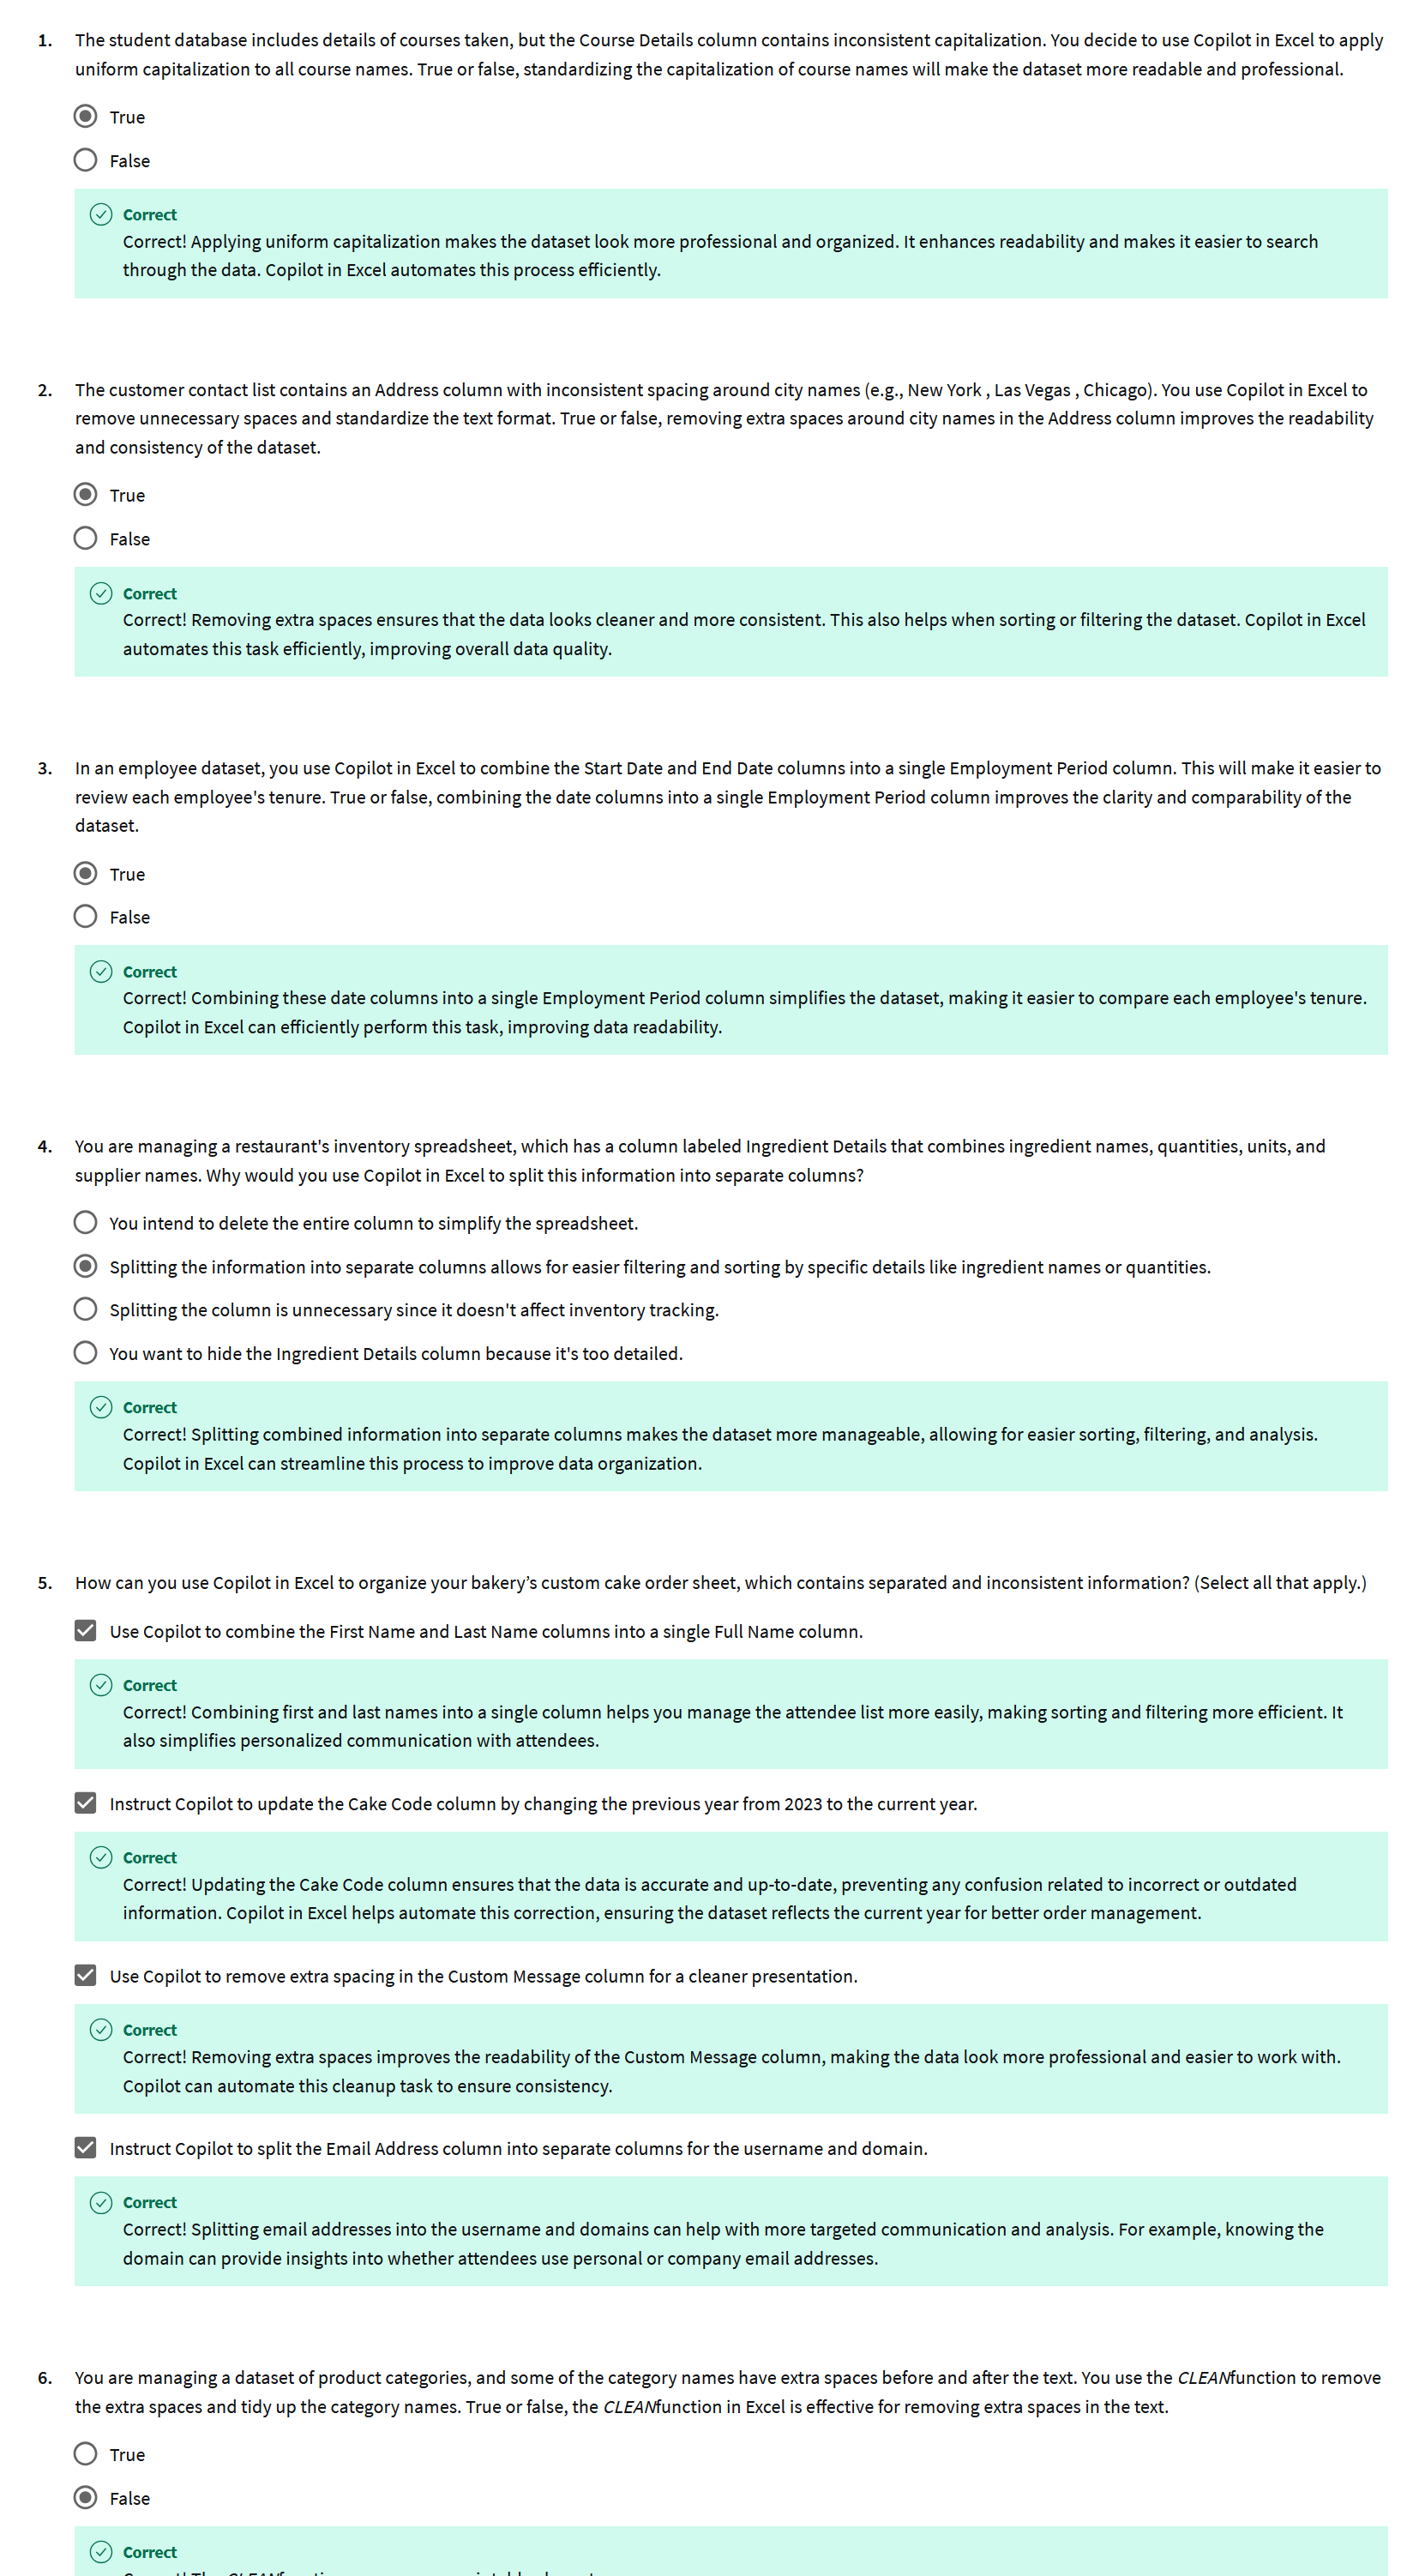 1. The student database includes details of courses taken, but the Course Details column contains inconsistent capitalization. You decide to use Copilot in Excel to apply
uniform capitalization to all course names. True or false, standardizing the capitalization of course names will make the dataset more readable and professional.
True
False
Correct
Correct! Applying uniform capitalization makes the dataset look more professional and organized. It enhances readability and makes it easier to search
through the data. Copilot in Excel automates this process efficiently.
2. The customer contact list contains an Address column with inconsistent spacing around city names (e.g., New York , Las Vegas , Chicago). You use Copilot in Excel to
remove unnecessary spaces and standardize the text format. True or false, removing extra spaces around city names in the Address column improves the readability
and consistency of the dataset.
True
False
Correct
Correct! Removing extra spaces ensures that the data looks cleaner and more consistent. This also helps when sorting or filtering the dataset. Copilot in Excel
automates this task efficiently, improving overall data quality.
3. In an employee dataset, you use Copilot in Excel to combine the Start Date and End Date columns into a single Employment Period column. This will make it easier to
review each employee's tenure. True or false, combining the date columns into a single Employment Period column improves the clarity and comparability of the
dataset.
True
False
Correct
Correct! Combining these date columns into a single Employment Period column simplifies the dataset, making it easier to compare each employee's tenure.
Copilot in Excel can efficiently perform this task, improving data readability.
4. You are managing a restaurant's inventory spreadsheet, which has a column labeled Ingredient Details that combines ingredient names, quantities, units, and
supplier names. Why would you use Copilot in Excel to split this information into separate columns?
You intend to delete the entire column to simplify the spreadsheet.
Splitting the information into separate columns allows for easier filtering and sorting by specific details like ingredient names or quantities.
Splitting the column is unnecessary since it doesn't affect inventory tracking.
You want to hide the Ingredient Details column because it's too detailed.
Correct
Correct! Splitting combined information into separate columns makes the dataset more manageable, allowing for easier sorting, filtering, and analysis.
Copilot in Excel can streamline this process to improve data organization.
5. How can you use Copilot in Excel to organize your bakery’s custom cake order sheet, which contains separated and inconsistent information? (Select all that apply.)
Use Copilot to combine the First Name and Last Name columns into a single Full Name column.
Correct
Correct! Combining first and last names into a single column helps you manage the attendee list more easily, making sorting and filtering more efficient. It
also simplifies personalized communication with attendees.
Instruct Copilot to update the Cake Code column by changing the previous year from 2023 to the current year.
Correct
Correct! Updating the Cake Code column ensures that the data is accurate and up-to-date, preventing any confusion related to incorrect or outdated
information. Copilot in Excel helps automate this correction, ensuring the dataset reflects the current year for better order management.
Use Copilot to remove extra spacing in the Custom Message column for a cleaner presentation.
Correct
Correct! Removing extra spaces improves the readability of the Custom Message column, making the data look more professional and easier to work with.
Copilot can automate this cleanup task to ensure consistency.
Instruct Copilot to split the Email Address column into separate columns for the username and domain.
Correct
Correct! Splitting email addresses into the username and domains can help with more targeted communication and analysis. For example, knowing the
domain can provide insights into whether attendees use personal or company email addresses.
6. You are managing a dataset of product categories, and some of the category names have extra spaces before and after the text. You use the CLEANfunction to remove
the extra spaces and tidy up the category names. True or false, the CLEANfunction in Excel is effective for removing extra spaces in the text.
True
False
Correct